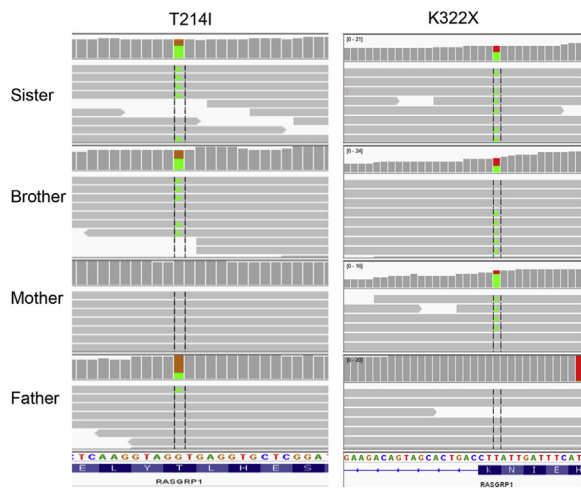 T214I K322X
Sister
[0 - 21]
Brother
[0 - 24]
Mother
[0 - 16]
Father
[0 - 20]
CTCAAGGTAGGTGAGGTGCTCGGA
GAAGACAGTAGCACTGACCTTATTGATTTCAT
E L Y T L H E S
K N I E H
RASGRP1
RASGRP1